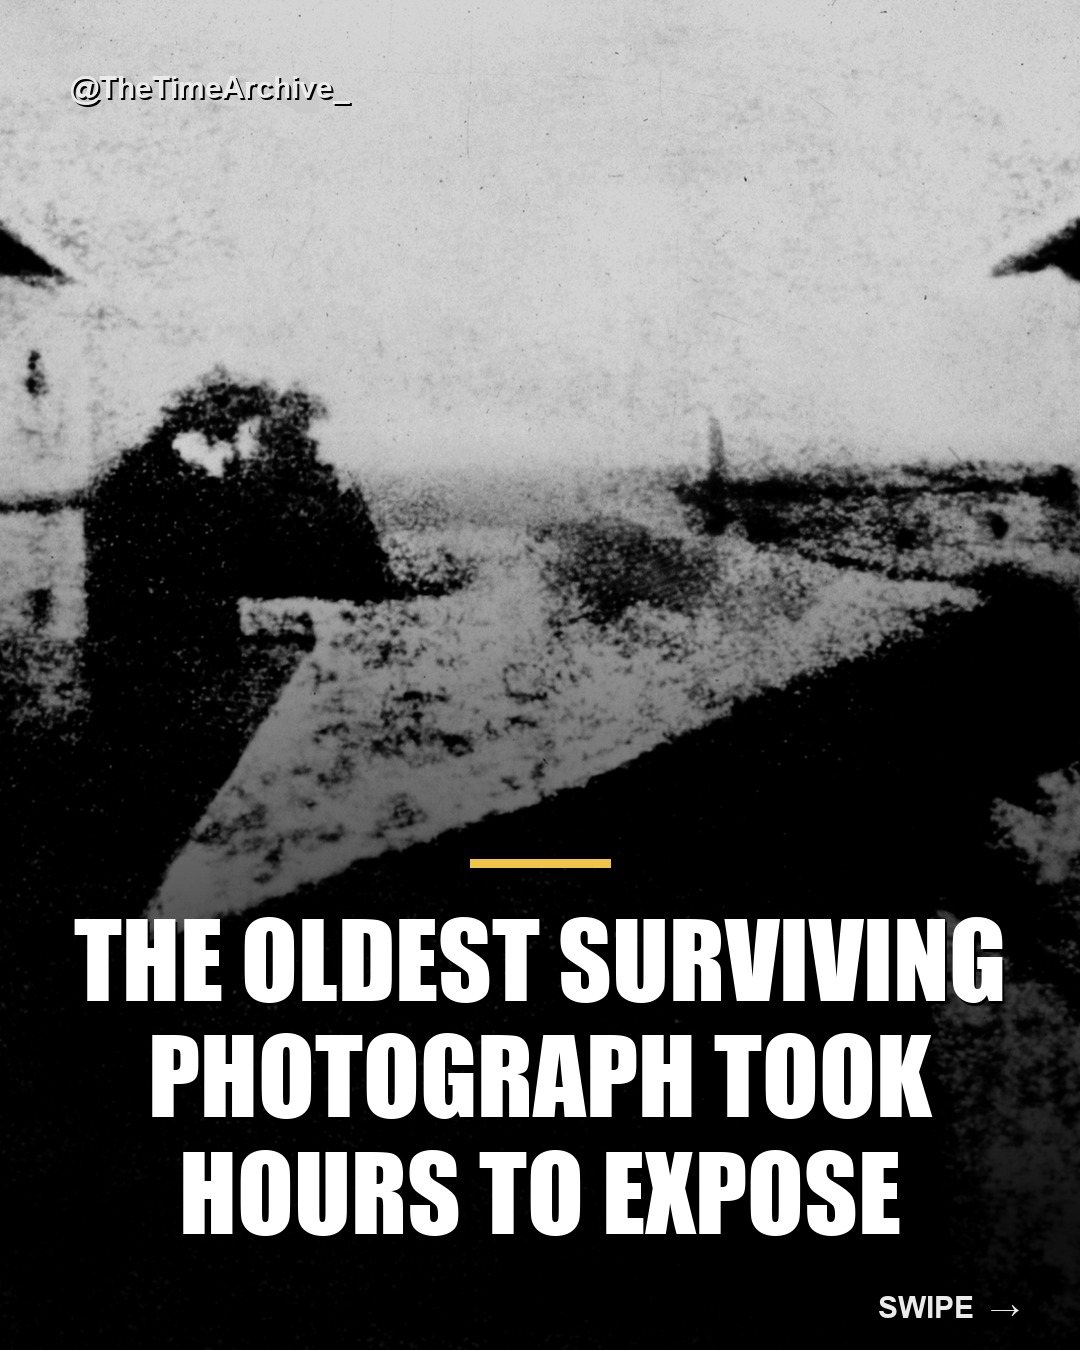 @TheTimeArchive_
THE OLDEST SURVIVING
PHOTOGRAPH TOOK
HOURS TO EXPOSE
SWIPE →